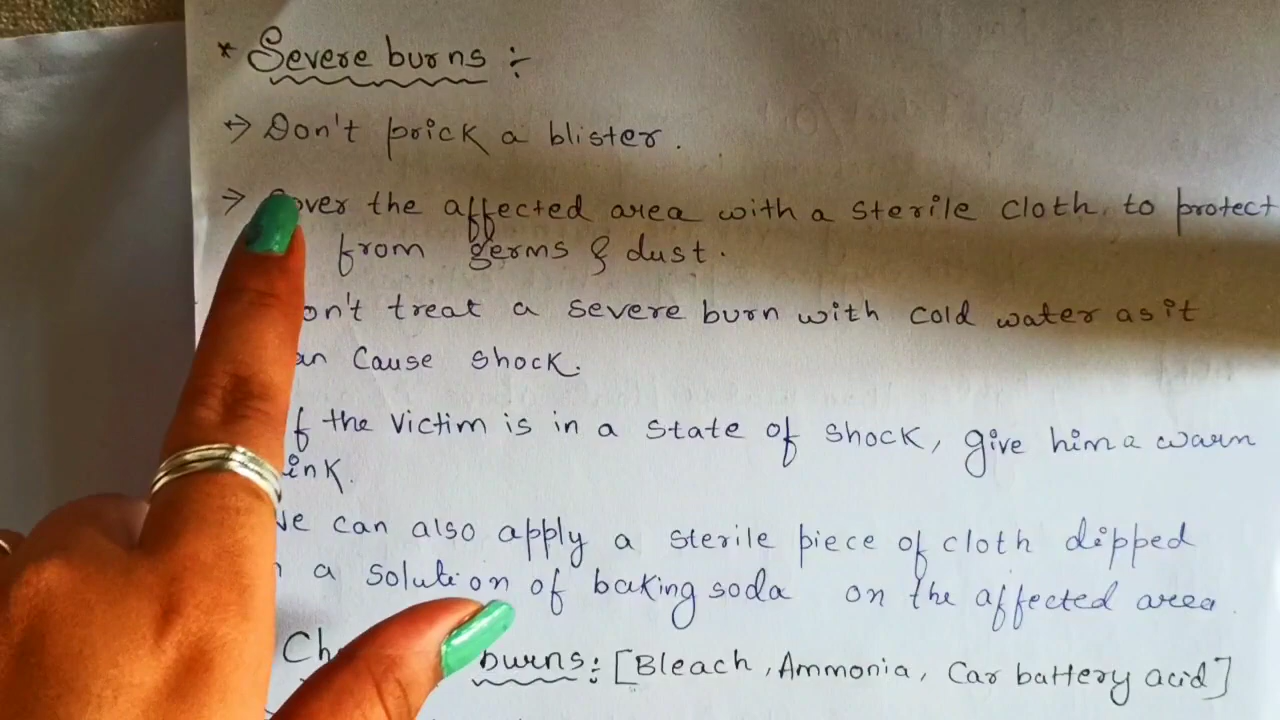 * Severe burns :-
→ Don't prick a blister.
→ Cover the affected area with a sterile cloth, to protect
from germs & dust.
on't treat a severe burn with cold water as it
an cause shock.
f the victim is in a state of shock, give him a warm
ink.
We can also apply a sterile piece of cloth dipped
n a solution of baking soda on the affected area.
Ch burns : [Bleach, Ammonia, Car battery acid]